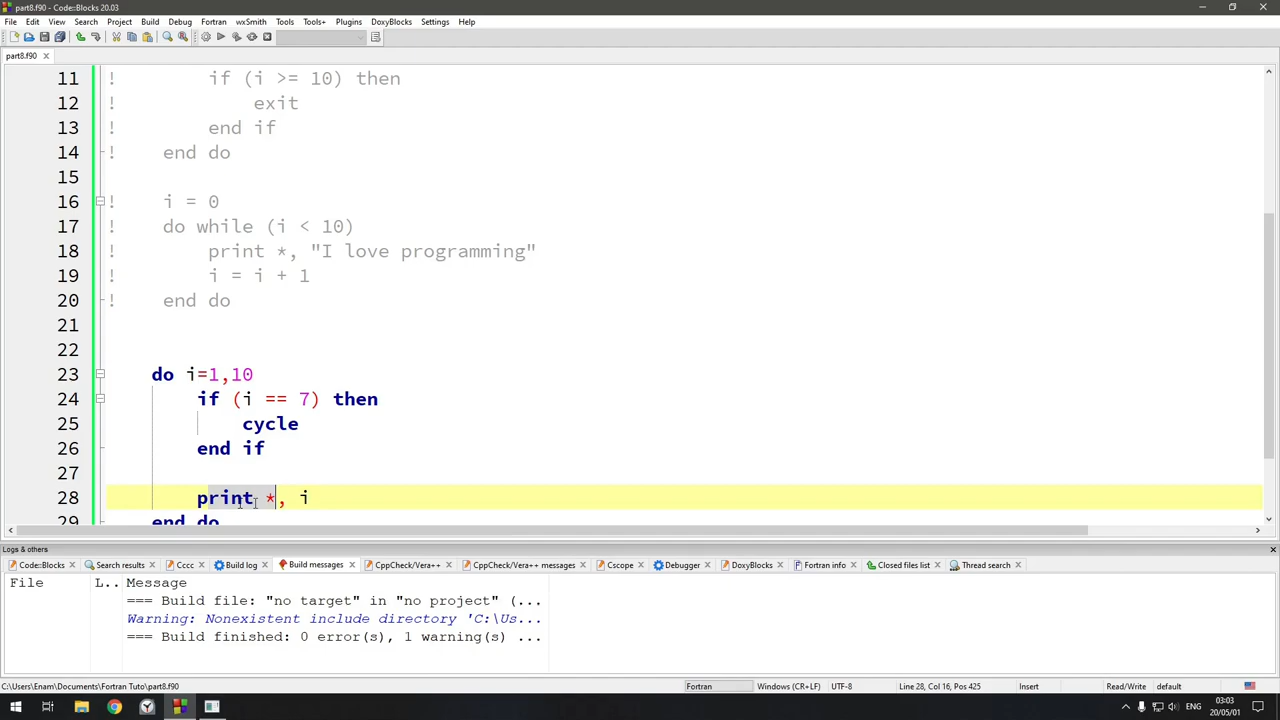 part8.f90 - Code::Blocks 20.03
File Edit View Search Project Build Debug Fortran wxSmith Tools Tools+ Plugins DoxyBlocks Settings Help
part8.f90
11 ! if (i >= 10) then
12 ! exit
13 ! end if
14 ! end do
15
16 ! i = 0
17 ! do while (i < 10)
18 ! print *, "I love programming"
19 ! i = i + 1
20 ! end do
21
22
23 do i=1,10
24 if (i == 7) then
25 cycle
26 end if
27
28 print *, i
29 end do
Logs & others
Code::Blocks Search results Cccc Build log Build messages CppCheck/Vera++ CppCheck/Vera++ messages Cscope Debugger DoxyBlocks Fortran info Closed files list Thread search
File L.. Message
=== Build file: "no target" in "no project" (...
Warning: Nonexistent include directory 'C:\Us...
=== Build finished: 0 error(s), 1 warning(s) ...
C:\Users\Enam\Documents\Fortran Tuto\part8.f90 Fortran Windows (CR+LF) UTF-8 Line 28, Col 16, Pos 425 Insert Read/Write default
ENG 03:03
20/05/01